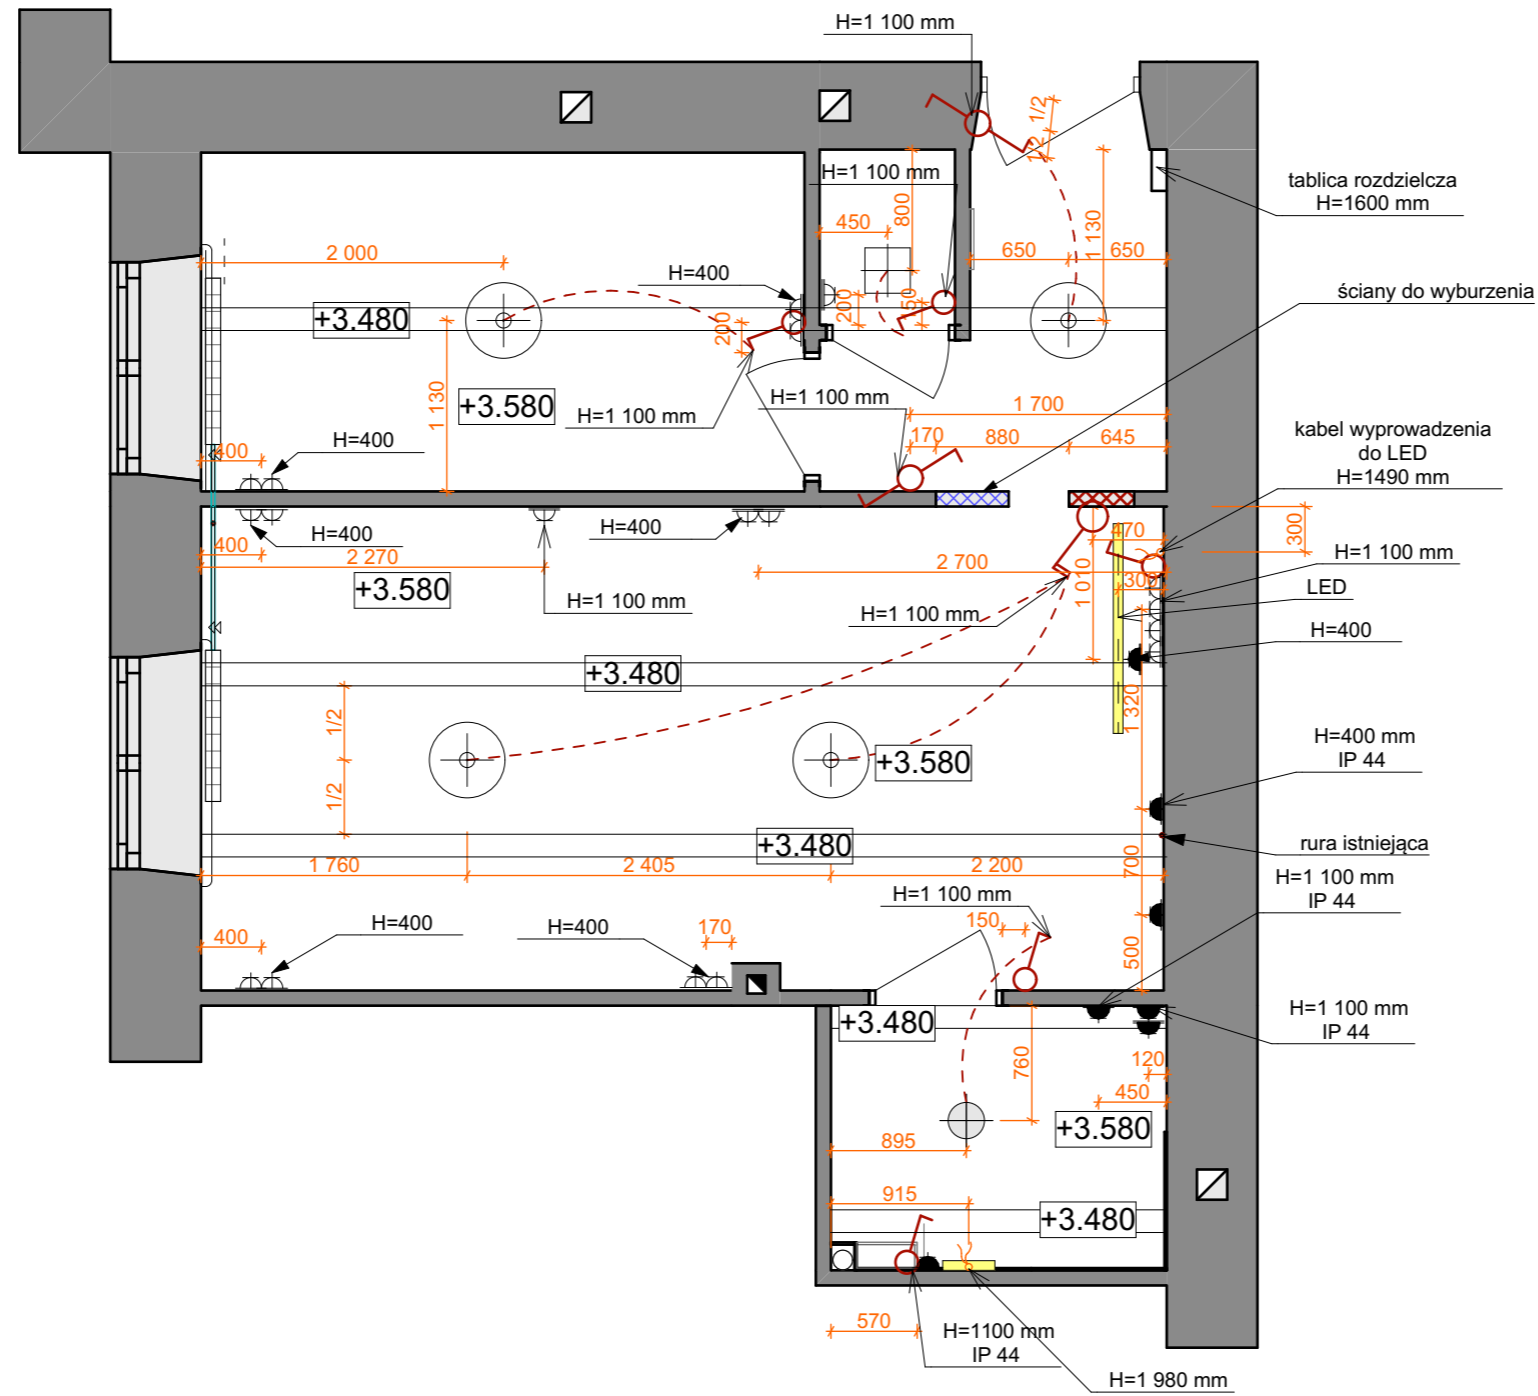 H=1 100 mm
1/2
1/2
H=1 100 mm
tablica rozdzielcza
H=1600 mm
800
450
1 130
650
650
2 000
H=400
ściany do wyburzenia
+3.480
200
200
150
1 130
+3.580
H=1 100 mm
H=1 100 mm
1 700
170
880
645
kabel wyprowadzenia
do LED
H=1490 mm
400
H=400
H=400
H=400
400
2 270
2 700
470
300
H=1 100 mm
+3.580
H=1 100 mm
H=1 100 mm
1 010
300
LED
H=400
+3.480
1 320
1/2
1/2
+3.580
H=400 mm
IP 44
+3.480
rura istniejąca
700
1 760
2 405
2 200
H=1 100 mm
IP 44
H=1 100 mm
400
H=400
H=400
170
150
500
+3.480
H=1 100 mm
IP 44
760
120
450
+3.580
895
915
+3.480
570
H=1100 mm
IP 44
H=1 980 mm